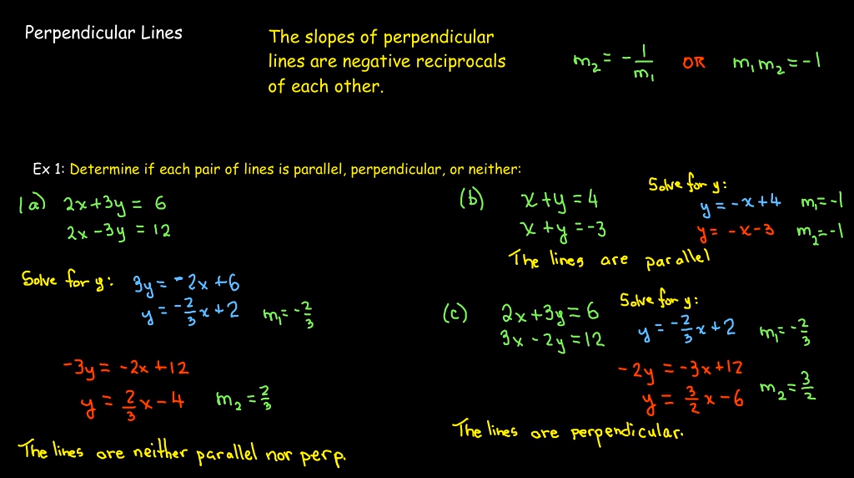 Perpendicular Lines
The slopes of perpendicular
lines are negative reciprocals
of each other.
m₂ = -1/m₁ OR m₁m₂ = -1
Ex 1: Determine if each pair of lines is parallel, perpendicular, or neither:
(a) 2x+3y = 6
2x-3y = 12
Solve for y: 3y = -2x+6
y = -2/3 x+2 m₁ = -2/3
-3y = -2x+12
y = 2/3 x-4 m₂ = 2/3
The lines are neither parallel nor perp.
(b) x+y = 4
x+y = -3
Solve for y:
y = -x+4 m₁ = -1
y = -x-3 m₂ = -1
The lines are parallel
(c) 2x+3y = 6
3x-2y = 12
Solve for y:
y = -2/3 x+2 m₁ = -2/3
-2y = -3x+12
y = 3/2 x-6 m₂ = 3/2
The lines are perpendicular.